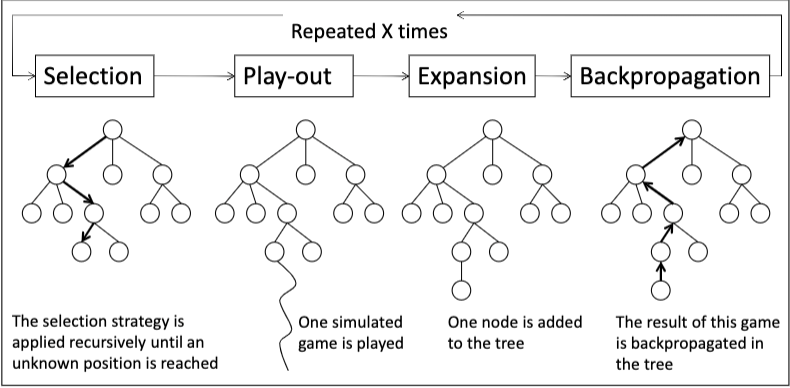 Repeated X times
Selection
Play-out
Expansion
Backpropagation
The selection strategy is
applied recursively until an
unknown position is reached
One simulated
game is played
One node is added
to the tree
The result of this game
is backpropagated in
the tree